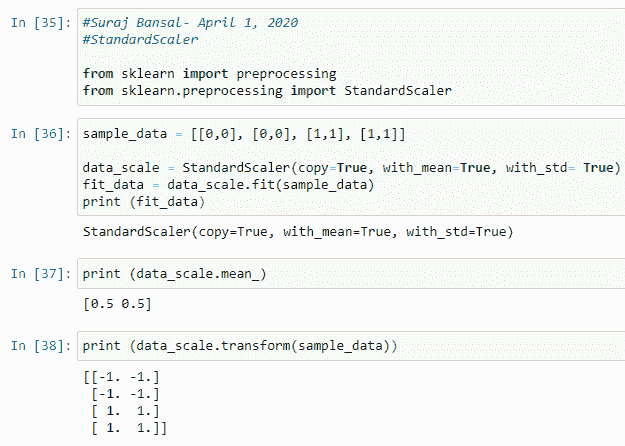 In [35]: #Suraj Bansal- April 1, 2020
#StandardScaler
from sklearn import preprocessing
from sklearn.preprocessing import StandardScaler
In [36]: sample_data = [[0,0], [0,0], [1,1], [1,1]]
data_scale = StandardScaler(copy=True, with_mean=True, with_std= True)
fit_data = data_scale.fit(sample_data)
print (fit_data)
StandardScaler(copy=True, with_mean=True, with_std=True)
In [37]: print (data_scale.mean_)
[0.5 0.5]
In [38]: print (data_scale.transform(sample_data))
[[-1. -1.]
 [-1. -1.]
 [ 1.  1.]
 [ 1.  1.]]